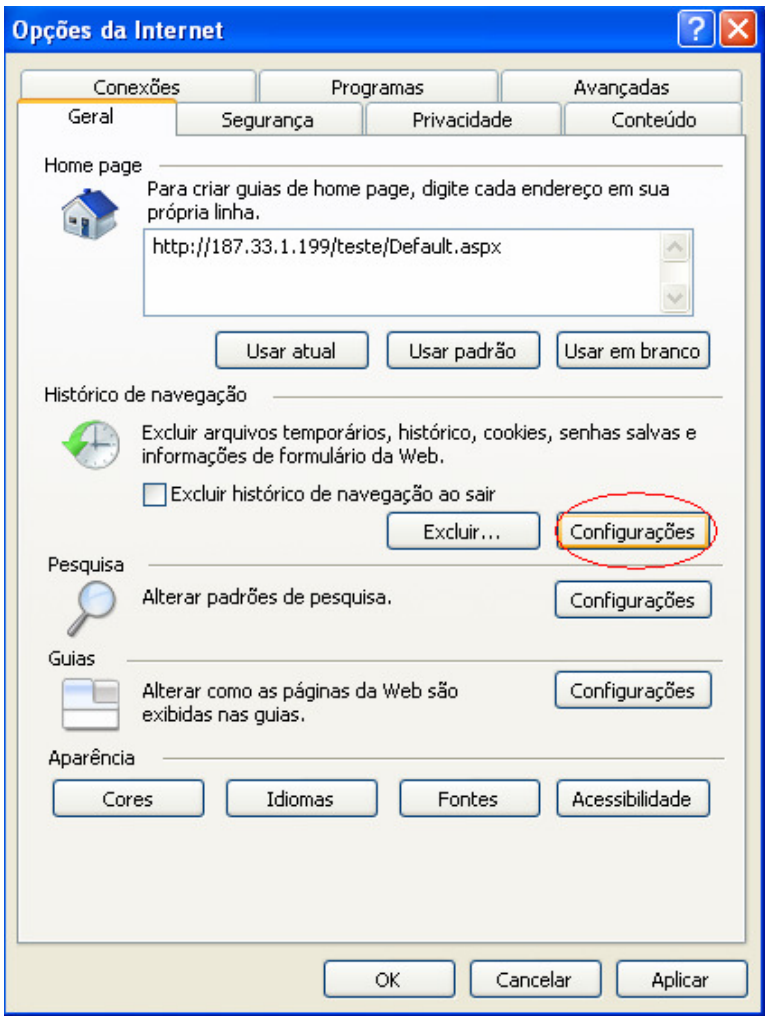 Opções da Internet
Conexões Programas Avançadas
Geral Segurança Privacidade Conteúdo
Home page
Para criar guias de home page, digite cada endereço em sua
própria linha.
http://187.33.1.199/teste/Default.aspx
Usar atual Usar padrão Usar em branco
Histórico de navegação
Excluir arquivos temporários, histórico, cookies, senhas salvas e
informações de formulário da Web.
Excluir histórico de navegação ao sair
Excluir... Configurações
Pesquisa
Alterar padrões de pesquisa.
Configurações
Guias
Alterar como as páginas da Web são
exibidas nas guias.
Configurações
Aparência
Cores Idiomas Fontes Acessibilidade
OK Cancelar Aplicar